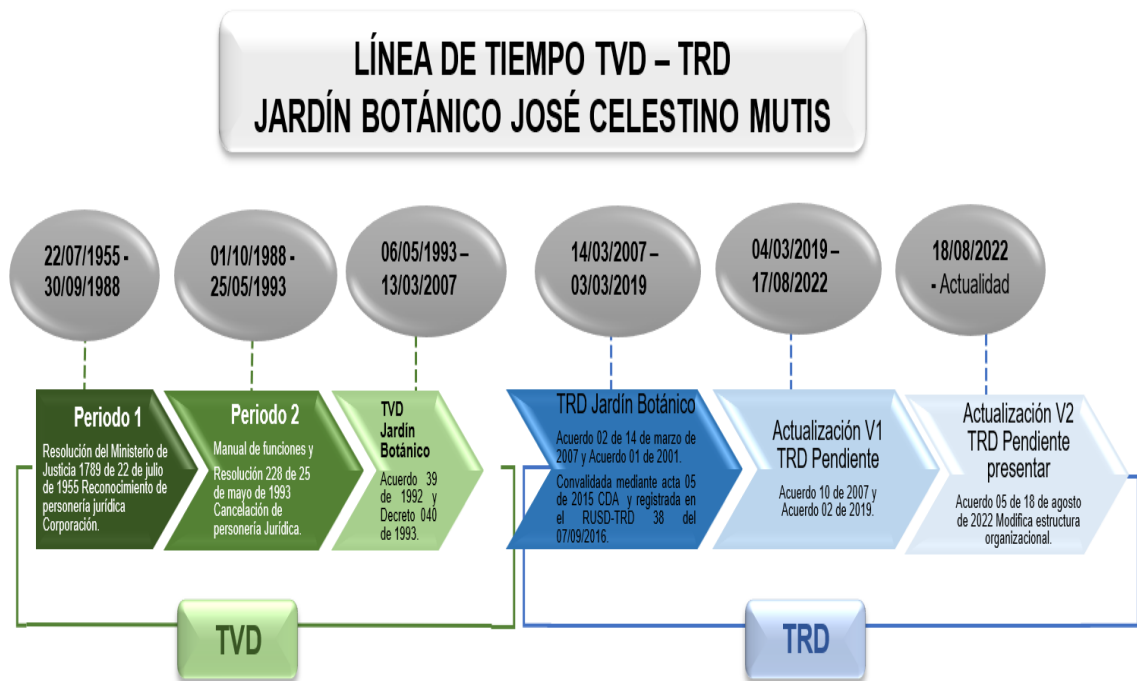 LÍNEA DE TIEMPO TVD – TRD
JARDÍN BOTÁNICO JOSÉ CELESTINO MUTIS
22/07/1955 -
30/09/1988
01/10/1988 -
25/05/1993
06/05/1993 –
13/03/2007
14/03/2007 –
03/03/2019
04/03/2019 –
17/08/2022
18/08/2022
- Actualidad
Periodo 1
Resolución del Ministerio de
Justicia 1789 de 22 de julio
de 1955 Reconocimiento de
personería jurídica
Corporación.
Periodo 2
Manual de funciones y
Resolución 228 de 25
de mayo de 1993
Cancelación de
personería Jurídica.
TVD
Jardín
Botánico
Acuerdo 39
de 1992 y
Decreto 040
de 1993.
TRD Jardín Botánico
Acuerdo 02 de 14 de marzo de
2007 y Acuerdo 01 de 2001.
Convalidada mediante acta 05
de 2015 CDA y registrada en
el RUSD-TRD 38 del
07/09/2016.
Actualización V1
TRD Pendiente
Acuerdo 10 de 2007 y
Acuerdo 02 de 2019.
Actualización V2
TRD Pendiente
presentar
Acuerdo 05 de 18 de agosto
de 2022 Modifica estructura
organizacional.
TVD
TRD